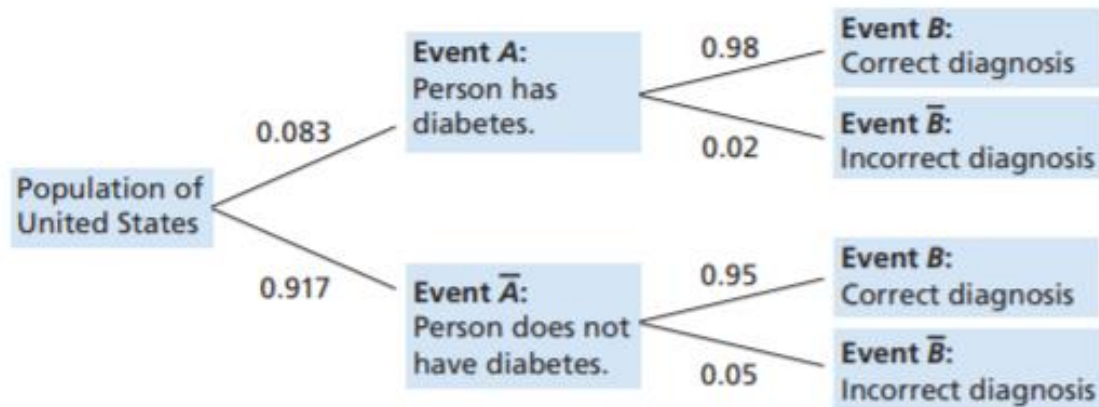 Event A:
Person has
diabetes.
0.98
Event B:
Correct diagnosis
0.083
0.02
Event B̅:
Incorrect diagnosis
Population of
United States
0.917
Event A̅:
Person does not
have diabetes.
0.95
Event B:
Correct diagnosis
0.05
Event B̅:
Incorrect diagnosis